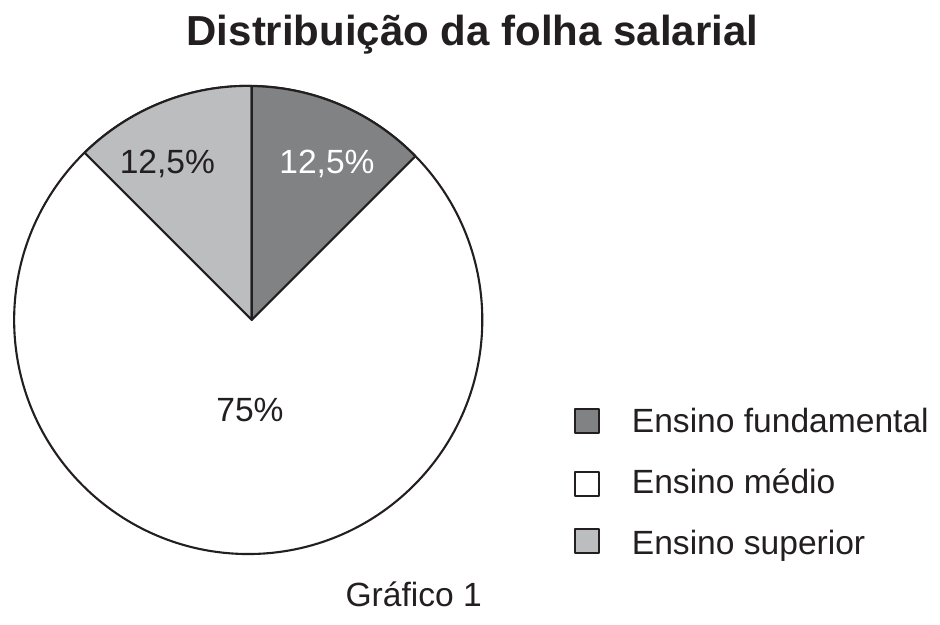 Distribuição da folha salarial
12,5% 12,5%
75%
Ensino fundamental
Ensino médio
Ensino superior
Gráfico 1